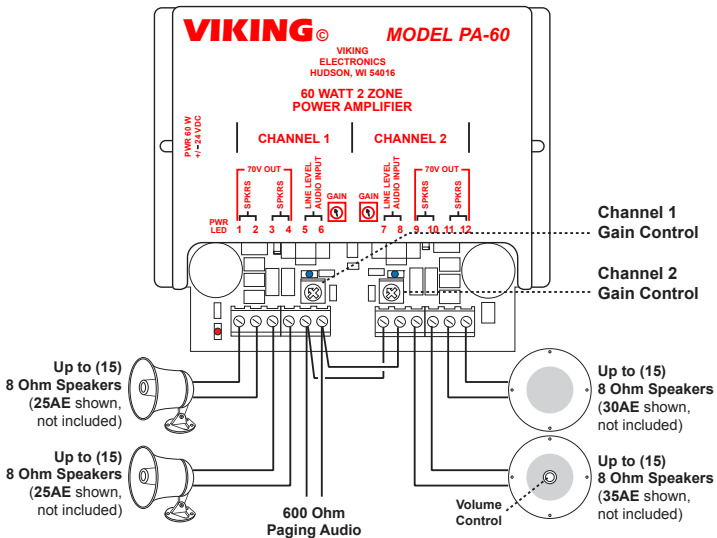 VIKING©
MODEL PA-60
VIKING
ELECTRONICS
HUDSON, WI 54016
60 WATT 2 ZONE
POWER AMPLIFIER
PWR 60 W
+/– 24 VDC
CHANNEL 1
CHANNEL 2
70V OUT
SPKRS
SPKRS
LINE LEVEL
AUDIO INPUT
GAIN
GAIN
LINE LEVEL
AUDIO INPUT
70V OUT
SPKRS
SPKRS
PWR
LED
1 2 3 4 5 6 7 8 9 10 11 12
Channel 1
Gain Control
Channel 2
Gain Control
Up to (15)
8 Ohm Speakers
(25AE shown,
not included)
Up to (15)
8 Ohm Speakers
(30AE shown,
not included)
Up to (15)
8 Ohm Speakers
(25AE shown,
not included)
600 Ohm
Paging Audio
Volume
Control
Up to (15)
8 Ohm Speakers
(35AE shown,
not included)